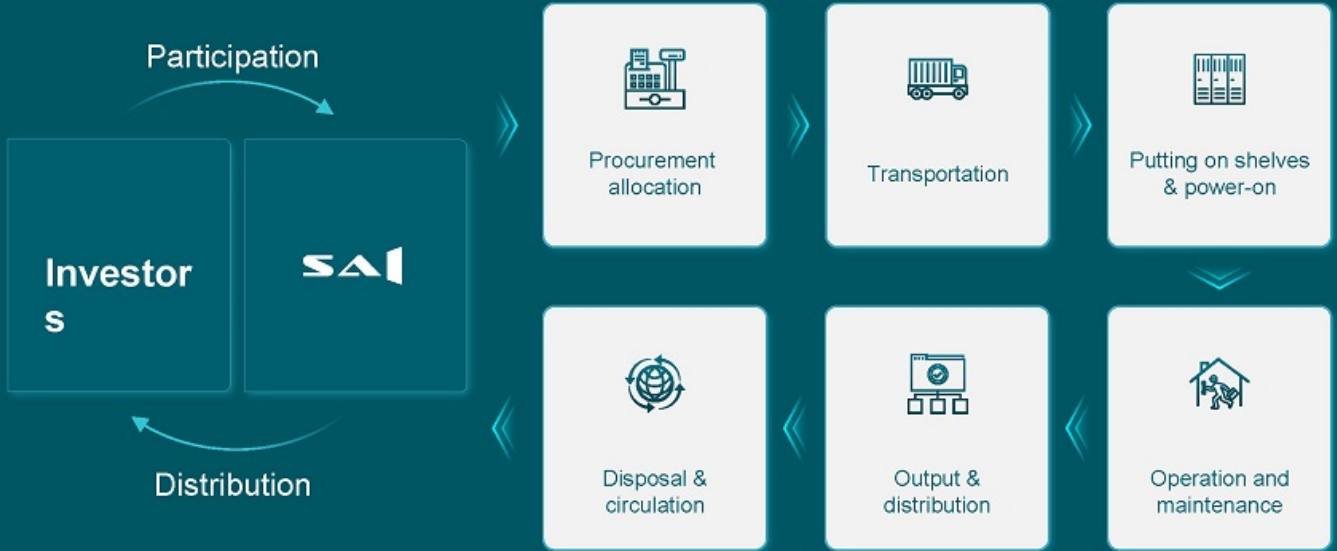 Participation
Investor
s
SAI
Distribution
Procurement
allocation
Transportation
Putting on shelves
& power-on
Operation and
maintenance
Output &
distribution
Disposal &
circulation